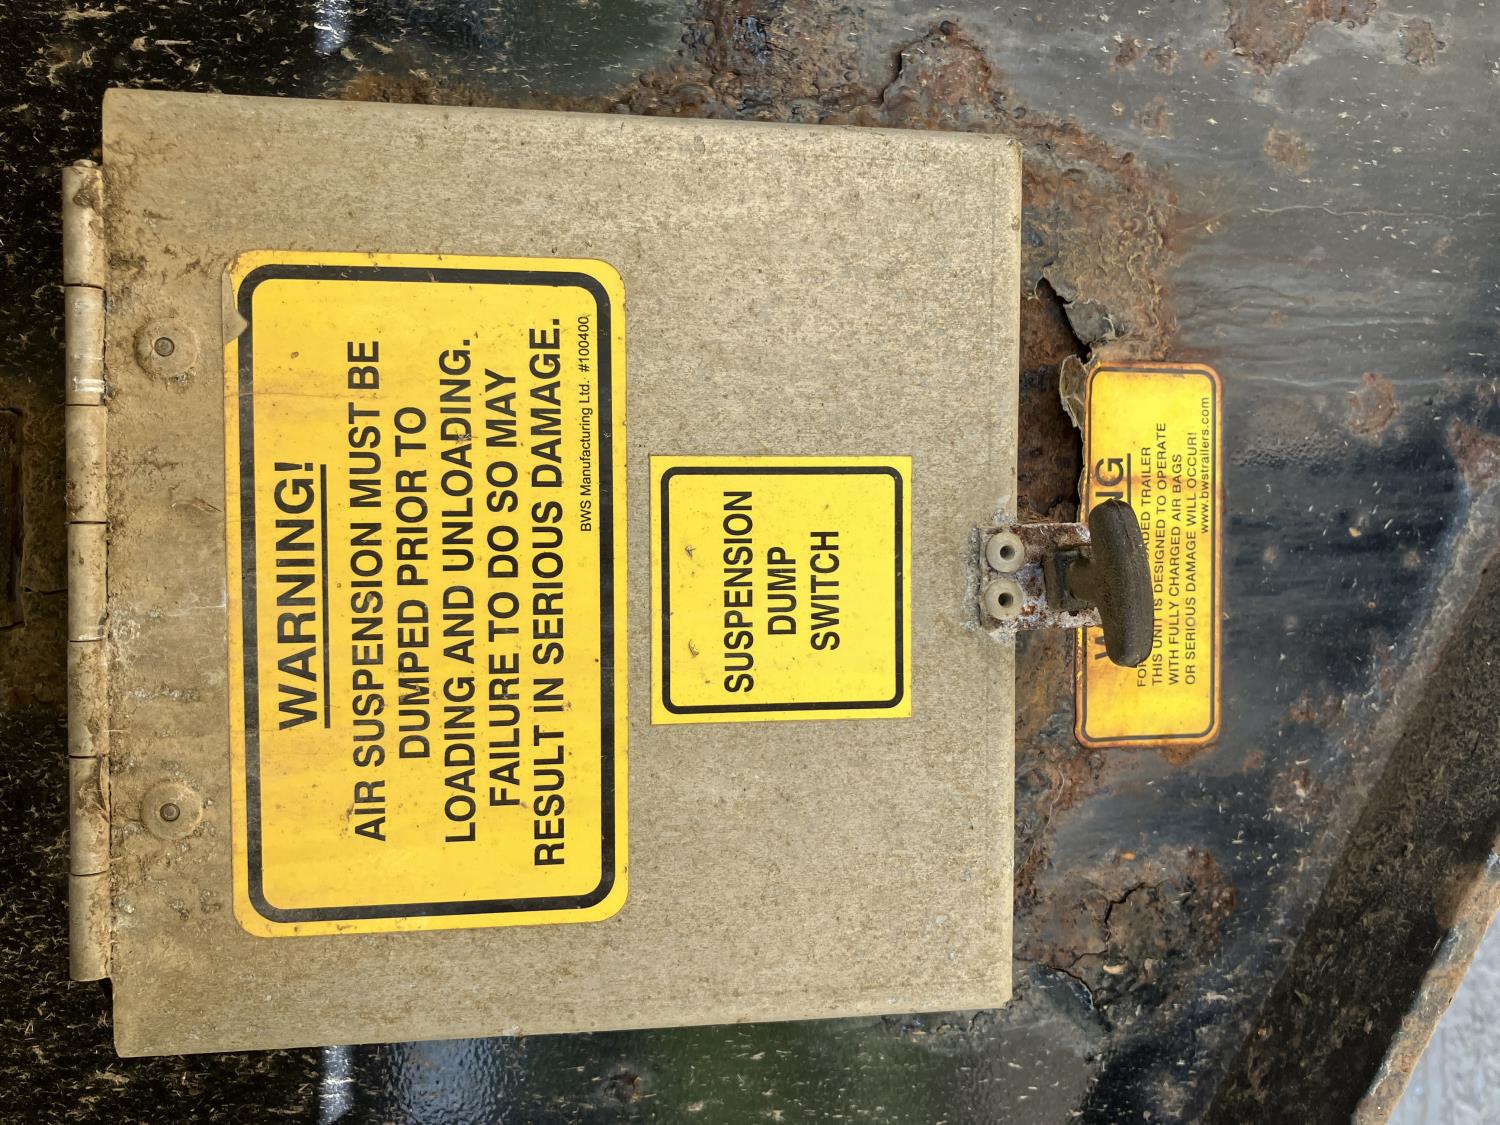 WARNING!
AIR SUSPENSION MUST BE
DUMPED PRIOR TO
LOADING AND UNLOADING.
FAILURE TO DO SO MAY
RESULT IN SERIOUS DAMAGE.
BWS Manufacturing Ltd. #100400
SUSPENSION
DUMP
SWITCH
TRAILER
THIS UNIT IS DESIGNED TO OPERATE
WITH FULLY CHARGED AIR BAGS
OR SERIOUS DAMAGE WILL OCCUR!
www.bwstrailers.com